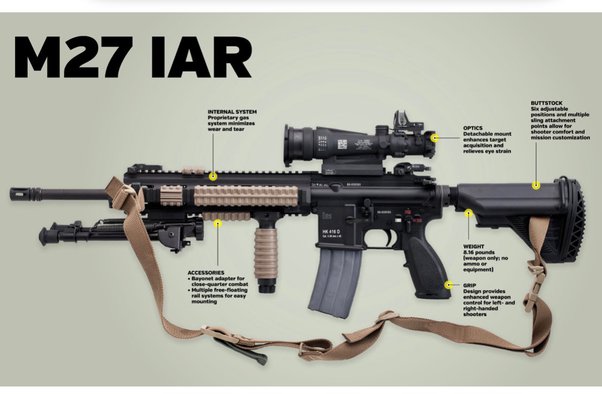 M27 IAR
INTERNAL SYSTEM
Proprietary gas
system minimizes
wear and tear
OPTICS
Detachable mount
enhances target
acquisition and
relieves eye strain
BUTTSTOCK
Six adjustable
positions and multiple
sling attachment
points allow for
shooter comfort and
mission customization
HK 416 D
WEIGHT
8.16 pounds
(weapon only; no
ammo or
equipment)
ACCESSORIES
• Bayonet adapter for
close-quarter combat
• Multiple free-floating
rail systems for easy
mounting
GRIP
Design provides
enhanced weapon
control for left- and
right-handed
shooters